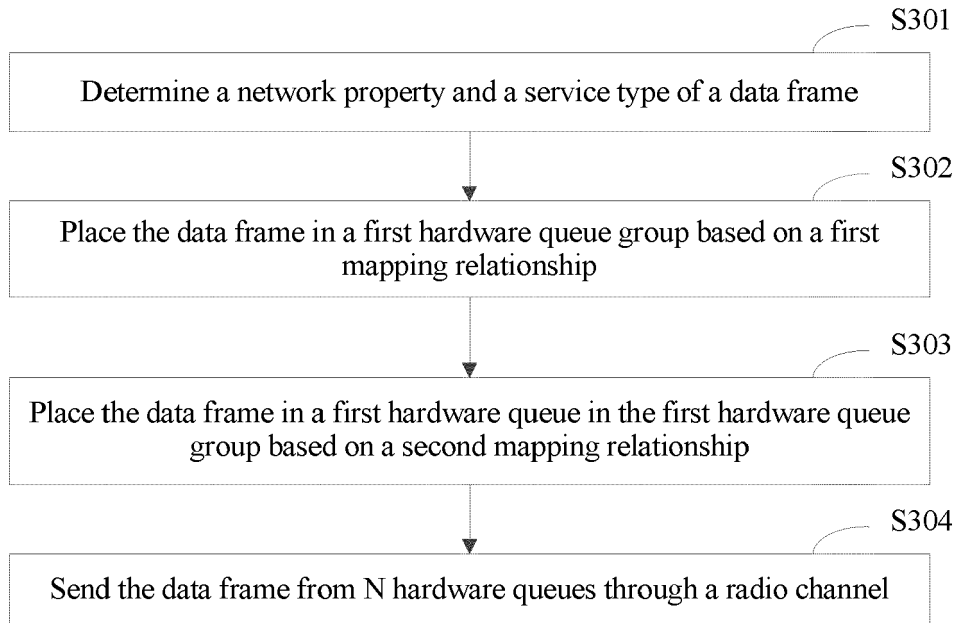 S301
Determine a network property and a service type of a data frame
S302
Place the data frame in a first hardware queue group based on a first
mapping relationship
S303
Place the data frame in a first hardware queue in the first hardware queue
group based on a second mapping relationship
S304
Send the data frame from N hardware queues through a radio channel